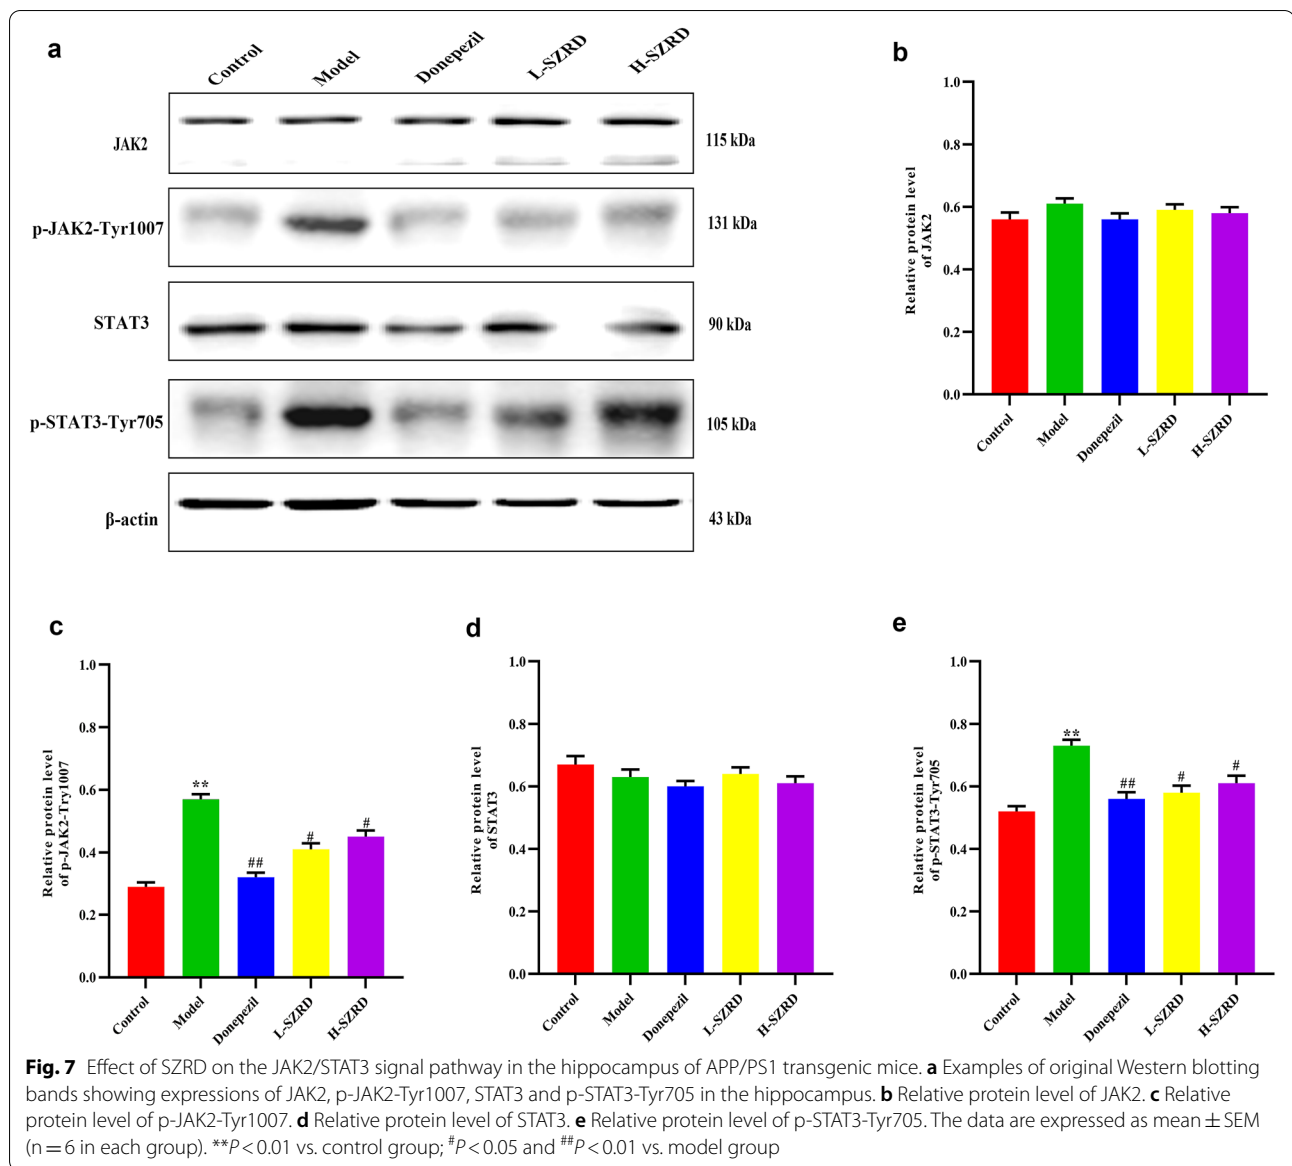 a
Control
Model
Donepezil
L-SZRD
H-SZRD
JAK2
115 kDa
p-JAK2-Tyr1007
131 kDa
STAT3
90 kDa
p-STAT3-Tyr705
105 kDa
β-actin
43 kDa
b
Relative protein level
of JAK2
1.0
0.8
0.6
0.4
0.2
0.0
Control
Model
Donepezil
L-SZRD
H-SZRD
c
Relative protein level
of p-JAK2-Try1007
1.0
0.8
0.6
0.4
0.2
0.0
**
##
#
#
Control
Model
Donepezil
L-SZRD
H-SZRD
d
Relative protein level
of STAT3
1.0
0.8
0.6
0.4
0.2
0.0
Control
Model
Donepezil
L-SZRD
H-SZRD
e
Relative protein level
of p-STAT3-Tyr705
1.0
0.8
0.6
0.4
0.2
0.0
**
##
#
#
Control
Model
Donepezil
L-SZRD
H-SZRD
Fig. 7 Effect of SZRD on the JAK2/STAT3 signal pathway in the hippocampus of APP/PS1 transgenic mice. a Examples of original Western blotting
bands showing expressions of JAK2, p-JAK2-Tyr1007, STAT3 and p-STAT3-Tyr705 in the hippocampus. b Relative protein level of JAK2. c Relative
protein level of p-JAK2-Tyr1007. d Relative protein level of STAT3. e Relative protein level of p-STAT3-Tyr705. The data are expressed as mean ± SEM
(n = 6 in each group). **P < 0.01 vs. control group; #P < 0.05 and ##P < 0.01 vs. model group